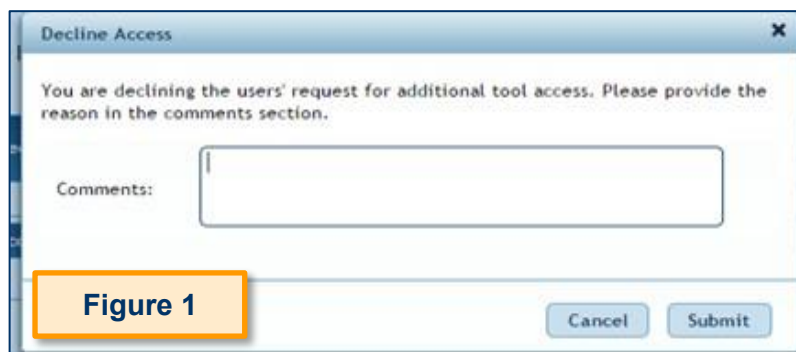 Decline Access
You are declining the users' request for additional tool access. Please provide the
reason in the comments section.
Comments:
Figure 1
Cancel Submit